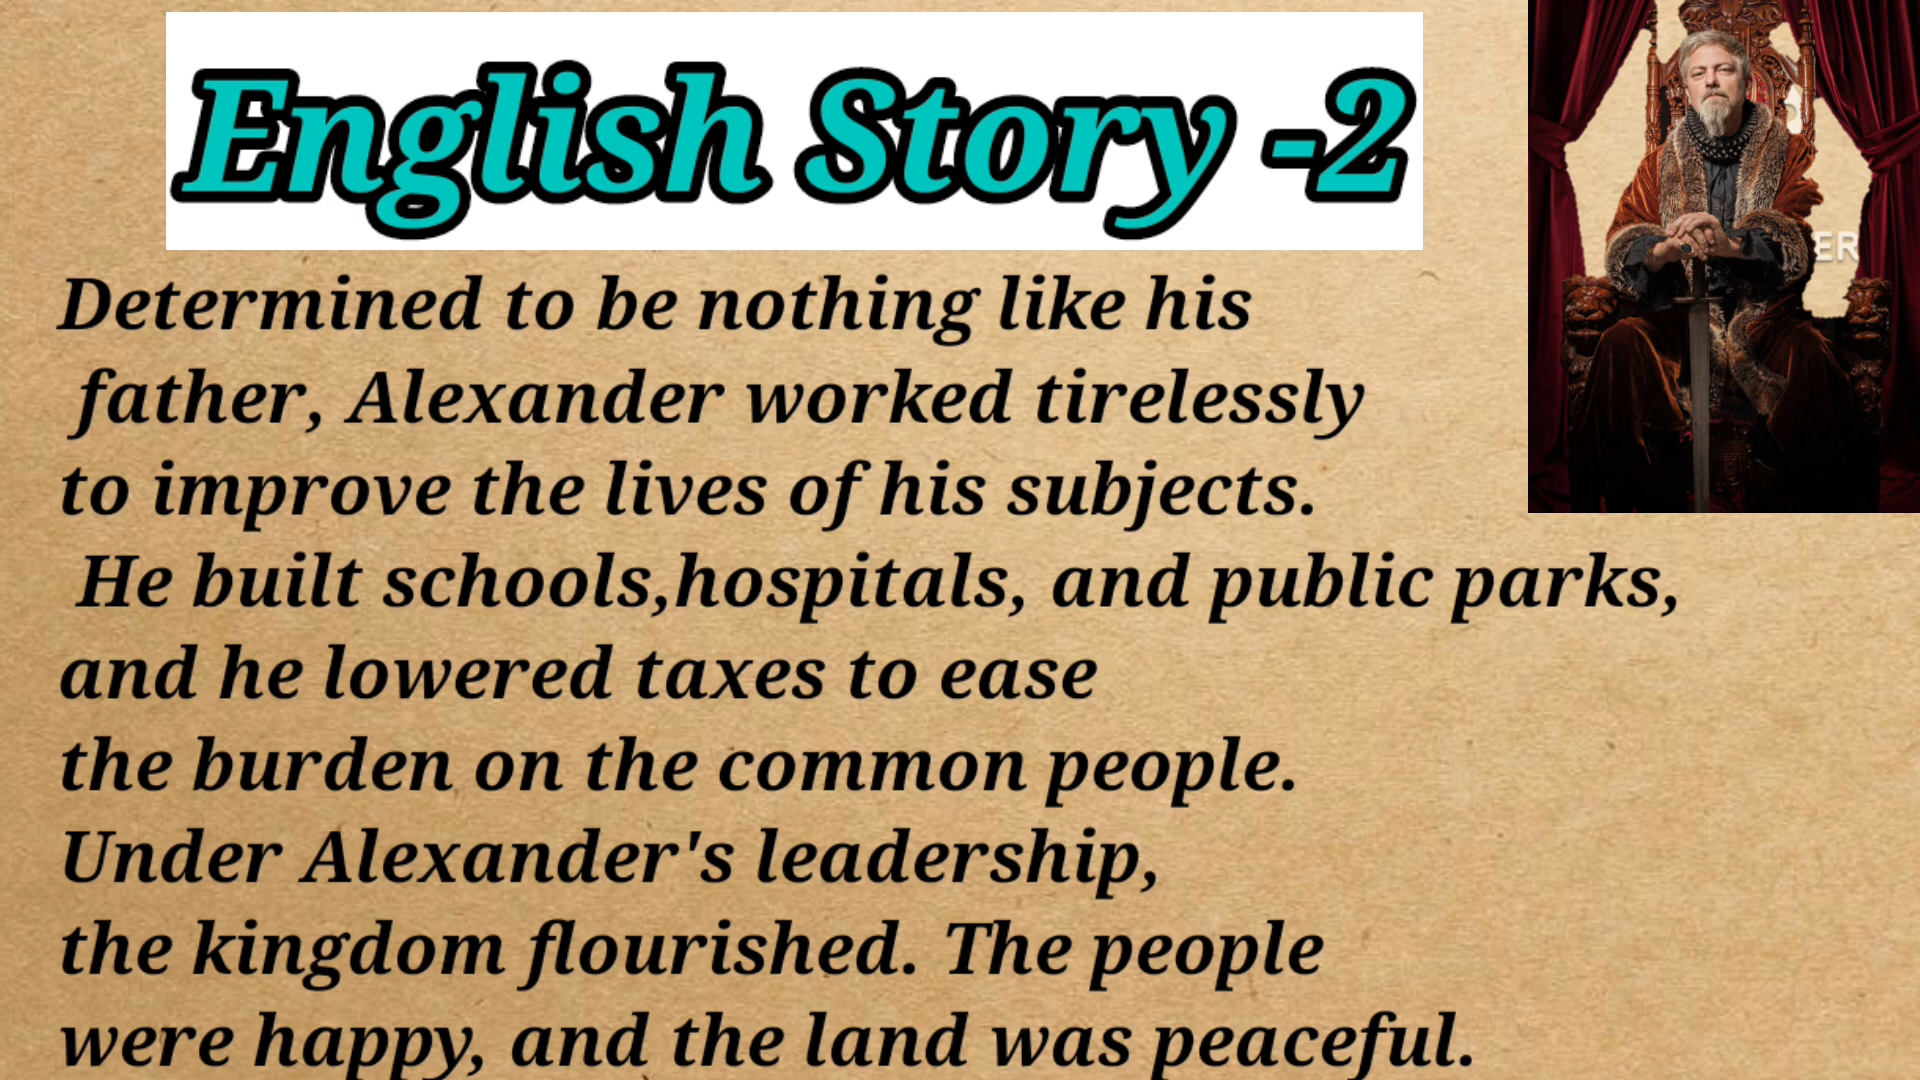 English Story -2
ER
Determined to be nothing like his
father, Alexander worked tirelessly
to improve the lives of his subjects.
He built schools,hospitals, and public parks,
and he lowered taxes to ease
the burden on the common people.
Under Alexander's leadership,
the kingdom flourished. The people
were happy, and the land was peaceful.